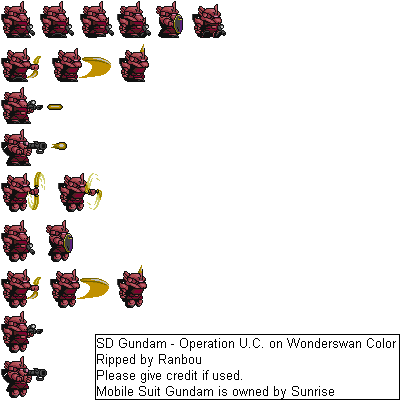 SD Gundam - Operation U.C. on Wonderswan Color
Ripped by Ranbou
Please give credit if used.
Mobile Suit Gundam is owned by Sunrise